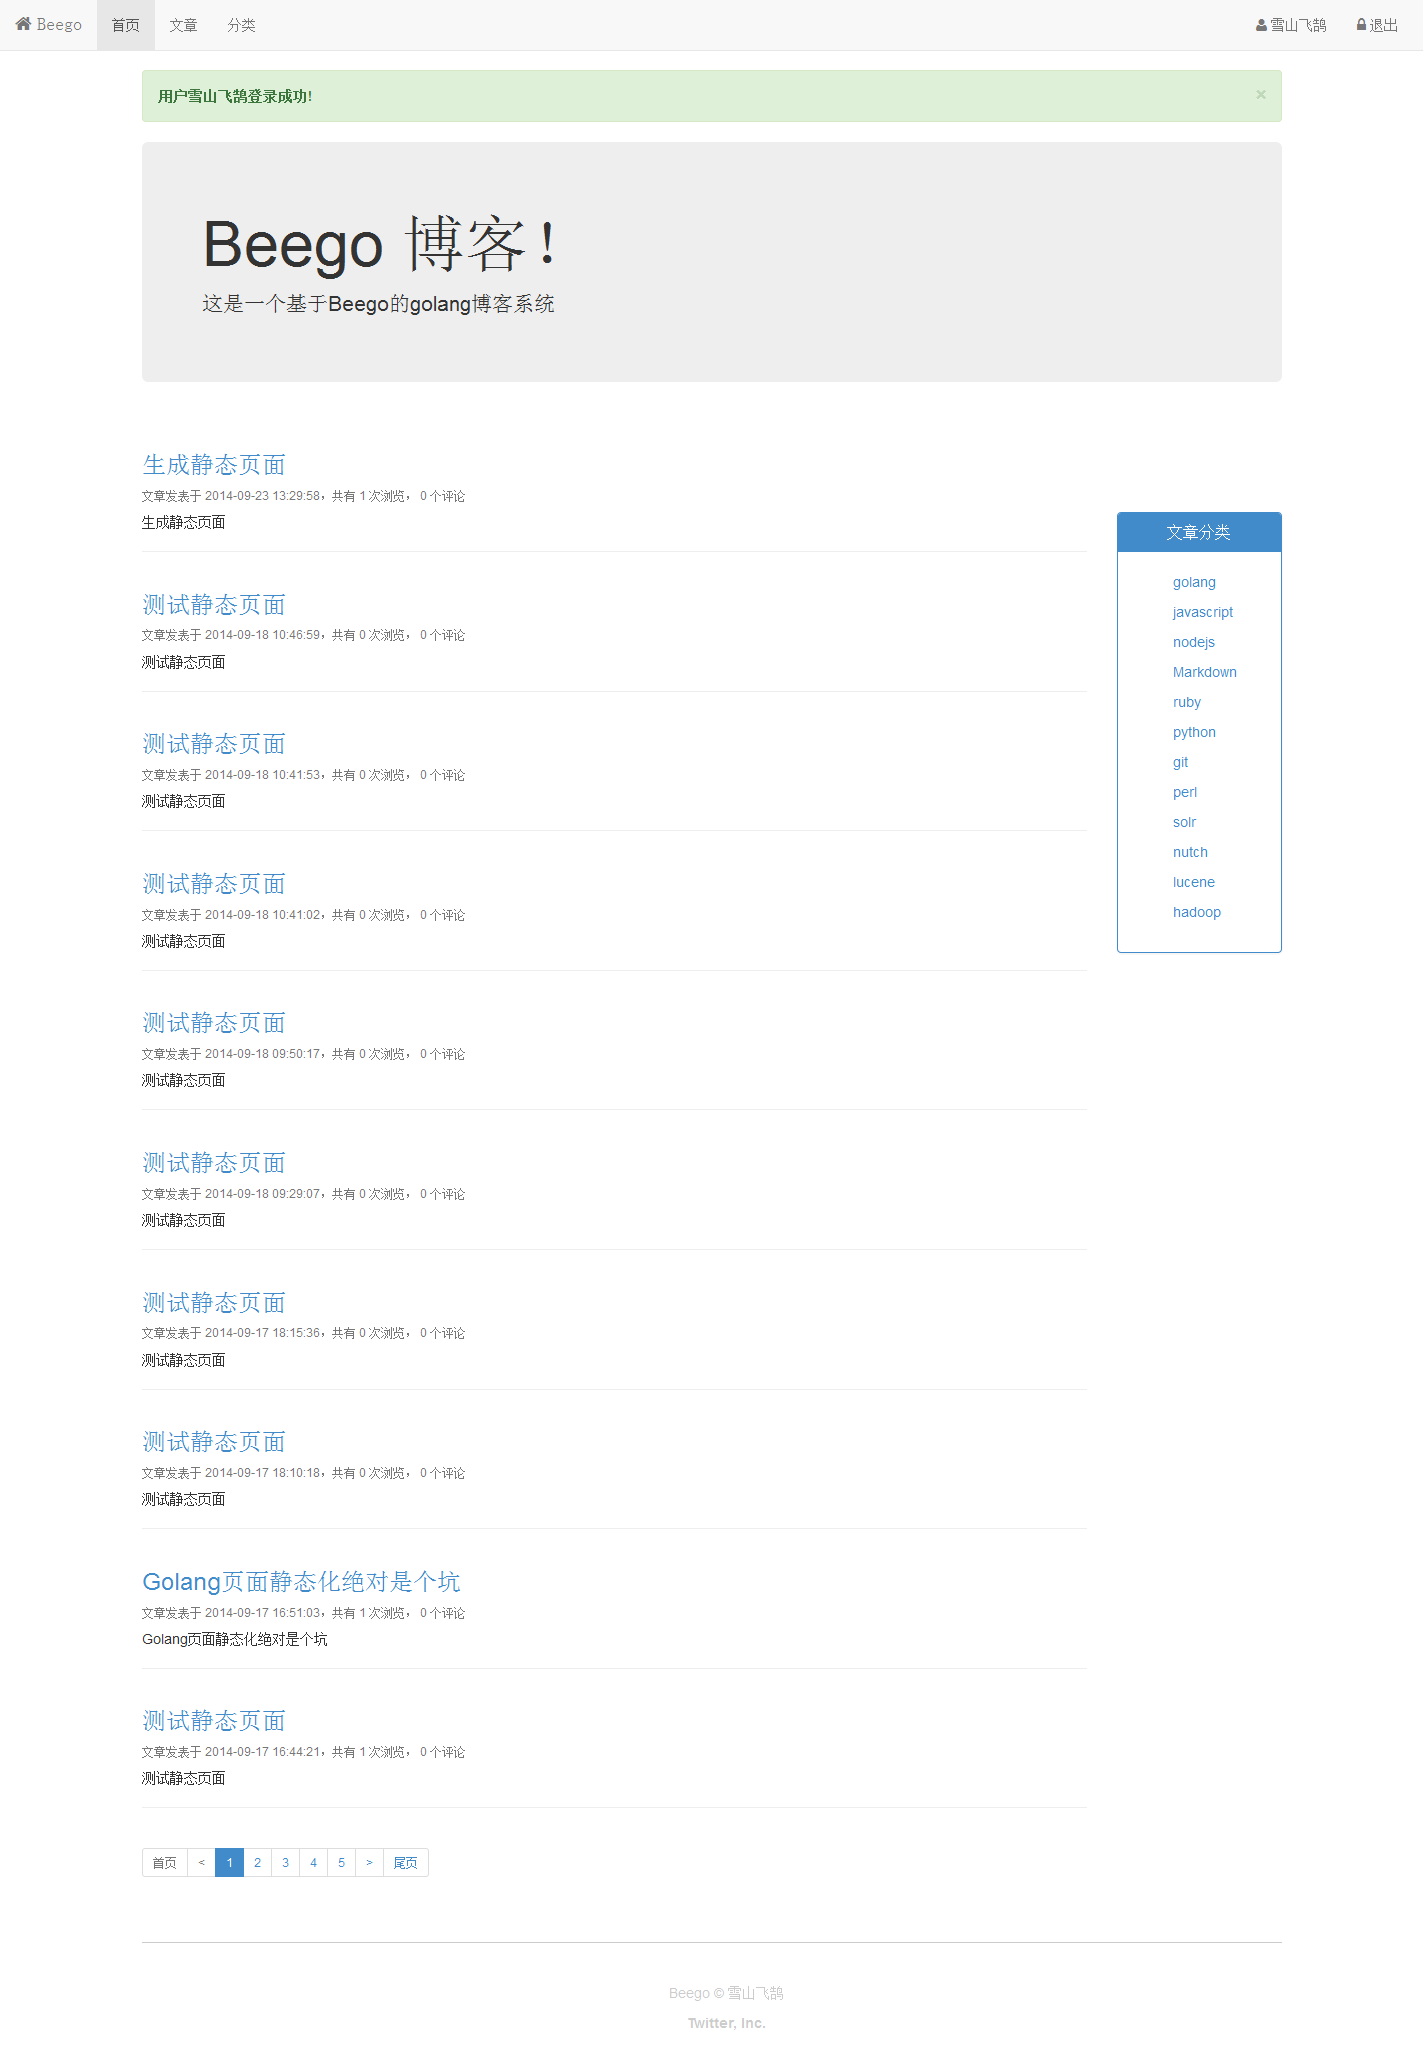 Beego 首页 文章 分类 雪山飞鹄 退出
用户雪山飞鹄登录成功! ×
Beego 博客!
这是一个基于Beego的golang博客系统
生成静态页面
文章发表于 2014-09-23 13:29:58，共有 1 次浏览， 0 个评论
生成静态页面
测试静态页面
文章发表于 2014-09-18 10:46:59，共有 0 次浏览， 0 个评论
测试静态页面
测试静态页面
文章发表于 2014-09-18 10:41:53，共有 0 次浏览， 0 个评论
测试静态页面
测试静态页面
文章发表于 2014-09-18 10:41:02，共有 0 次浏览， 0 个评论
测试静态页面
测试静态页面
文章发表于 2014-09-18 09:50:17，共有 0 次浏览， 0 个评论
测试静态页面
测试静态页面
文章发表于 2014-09-18 09:29:07，共有 0 次浏览， 0 个评论
测试静态页面
测试静态页面
文章发表于 2014-09-17 18:15:36，共有 0 次浏览， 0 个评论
测试静态页面
测试静态页面
文章发表于 2014-09-17 18:10:18，共有 0 次浏览， 0 个评论
测试静态页面
Golang页面静态化绝对是个坑
文章发表于 2014-09-17 16:51:03，共有 1 次浏览， 0 个评论
Golang页面静态化绝对是个坑
测试静态页面
文章发表于 2014-09-17 16:44:21，共有 1 次浏览， 0 个评论
测试静态页面
首页 < 1 2 3 4 5 > 尾页
文章分类
golang
javascript
nodejs
Markdown
ruby
python
git
perl
solr
nutch
lucene
hadoop
Beego © 雪山飞鹄
Twitter, Inc.